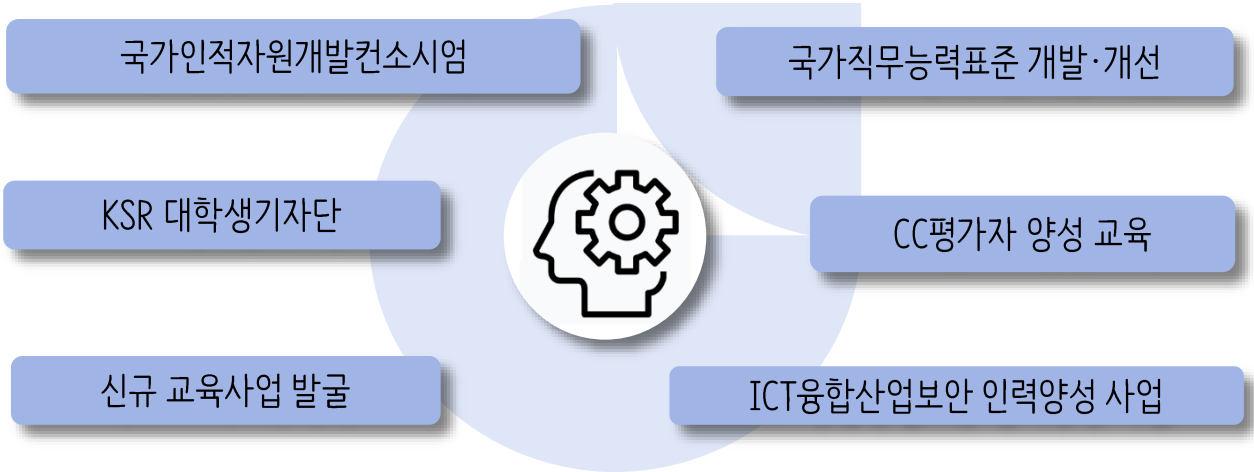 국가인적자원개발컨소시엄
국가직무능력표준 개발·개선
KSR 대학생기자단
CC평가자 양성 교육
신규 교육사업 발굴
ICT융합산업보안 인력양성 사업